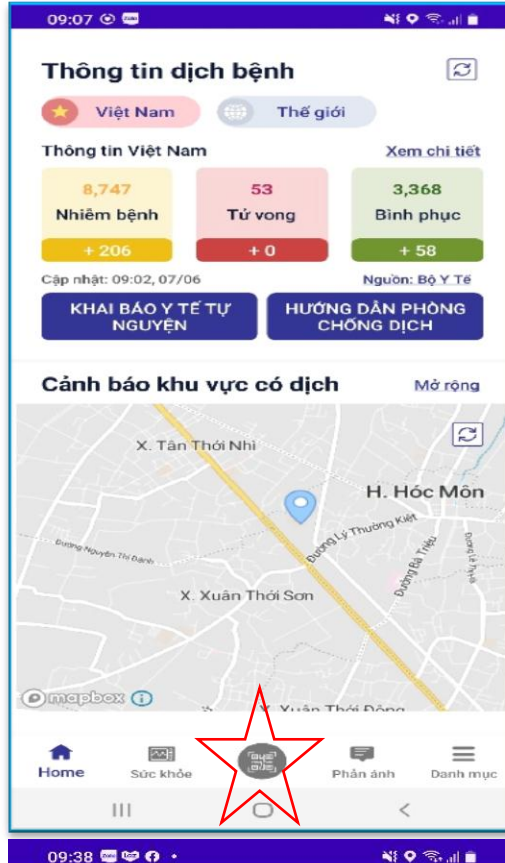 09:07
Thông tin dịch bệnh
Việt Nam
Thế giới
Thông tin Việt Nam
Xem chi tiết
8,747
53
3,368
Nhiễm bệnh
Tử vong
Bình phục
+ 206
+ 0
+ 58
Cập nhật: 09:02, 07/06
Nguồn: Bộ Y Tế
KHAI BÁO Y TẾ TỰ
NGUYỆN
HƯỚNG DẪN PHÒNG
CHỐNG DỊCH
Cảnh báo khu vực có dịch
Mở rộng
X. Tân Thới Nhì
H. Hóc Môn
Đường Lý Thường Kiệt
Đường Nguyễn Thị Đành
Đường Bà Triệu
X. Xuân Thới Sơn
mapbox
X. Xuân Thới Đông
Home
Sức khỏe
Phản ánh
Danh mục
09:38